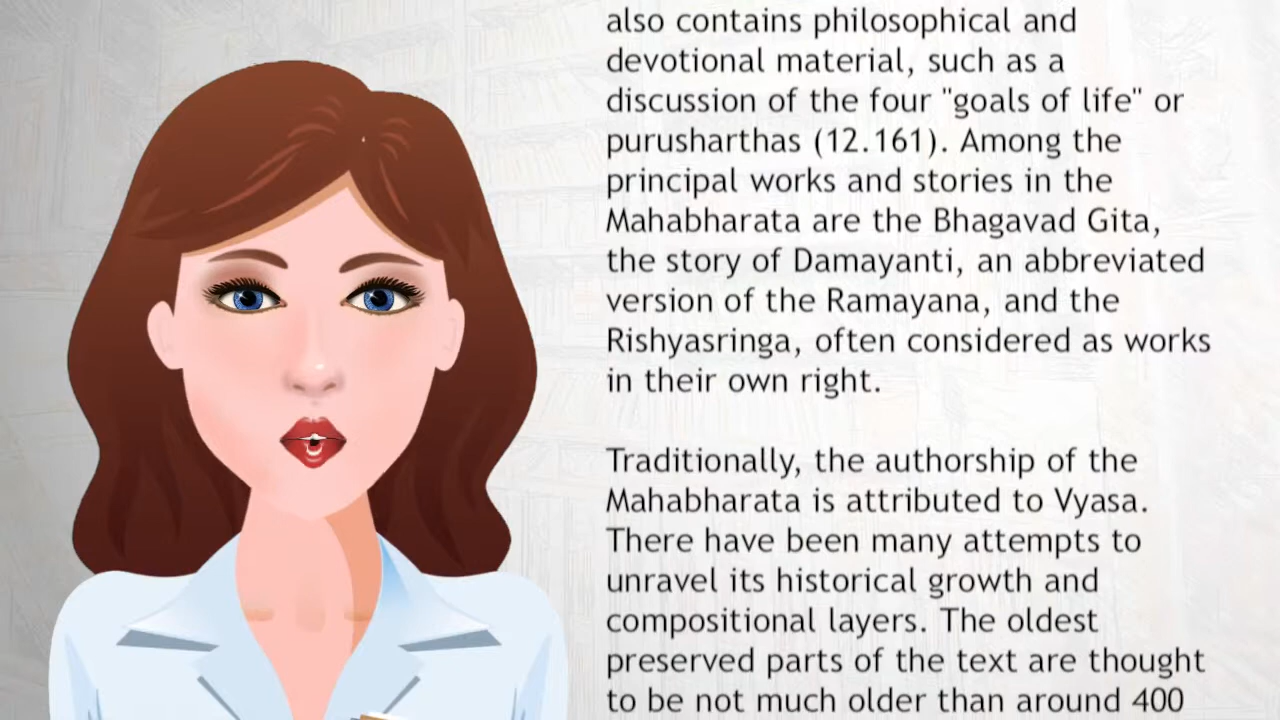 also contains philosophical and
devotional material, such as a
discussion of the four "goals of life" or
purusharthas (12.161). Among the
principal works and stories in the
Mahabharata are the Bhagavad Gita,
the story of Damayanti, an abbreviated
version of the Ramayana, and the
Rishyasringa, often considered as works
in their own right.
Traditionally, the authorship of the
Mahabharata is attributed to Vyasa.
There have been many attempts to
unravel its historical growth and
compositional layers. The oldest
preserved parts of the text are thought
to be not much older than around 400